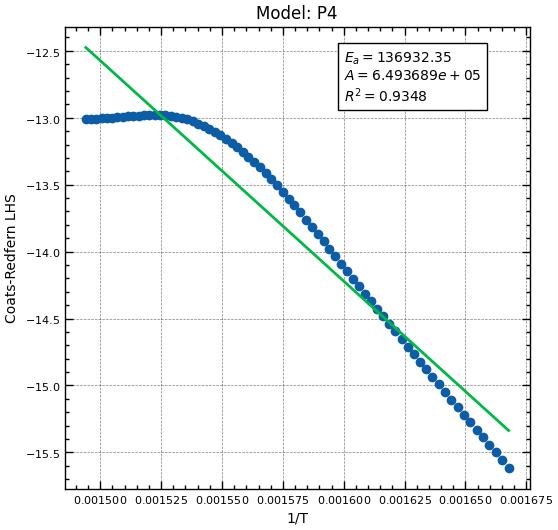 Model: P4
E_a = 136932.35
A = 6.493689e + 05
R² = 0.9348
Coats-Redfern LHS
−12.5
−13.0
−13.5
−14.0
−14.5
−15.0
−15.5
0.001500 0.001525 0.001550 0.001575 0.001600 0.001625 0.001650 0.001675
1/T